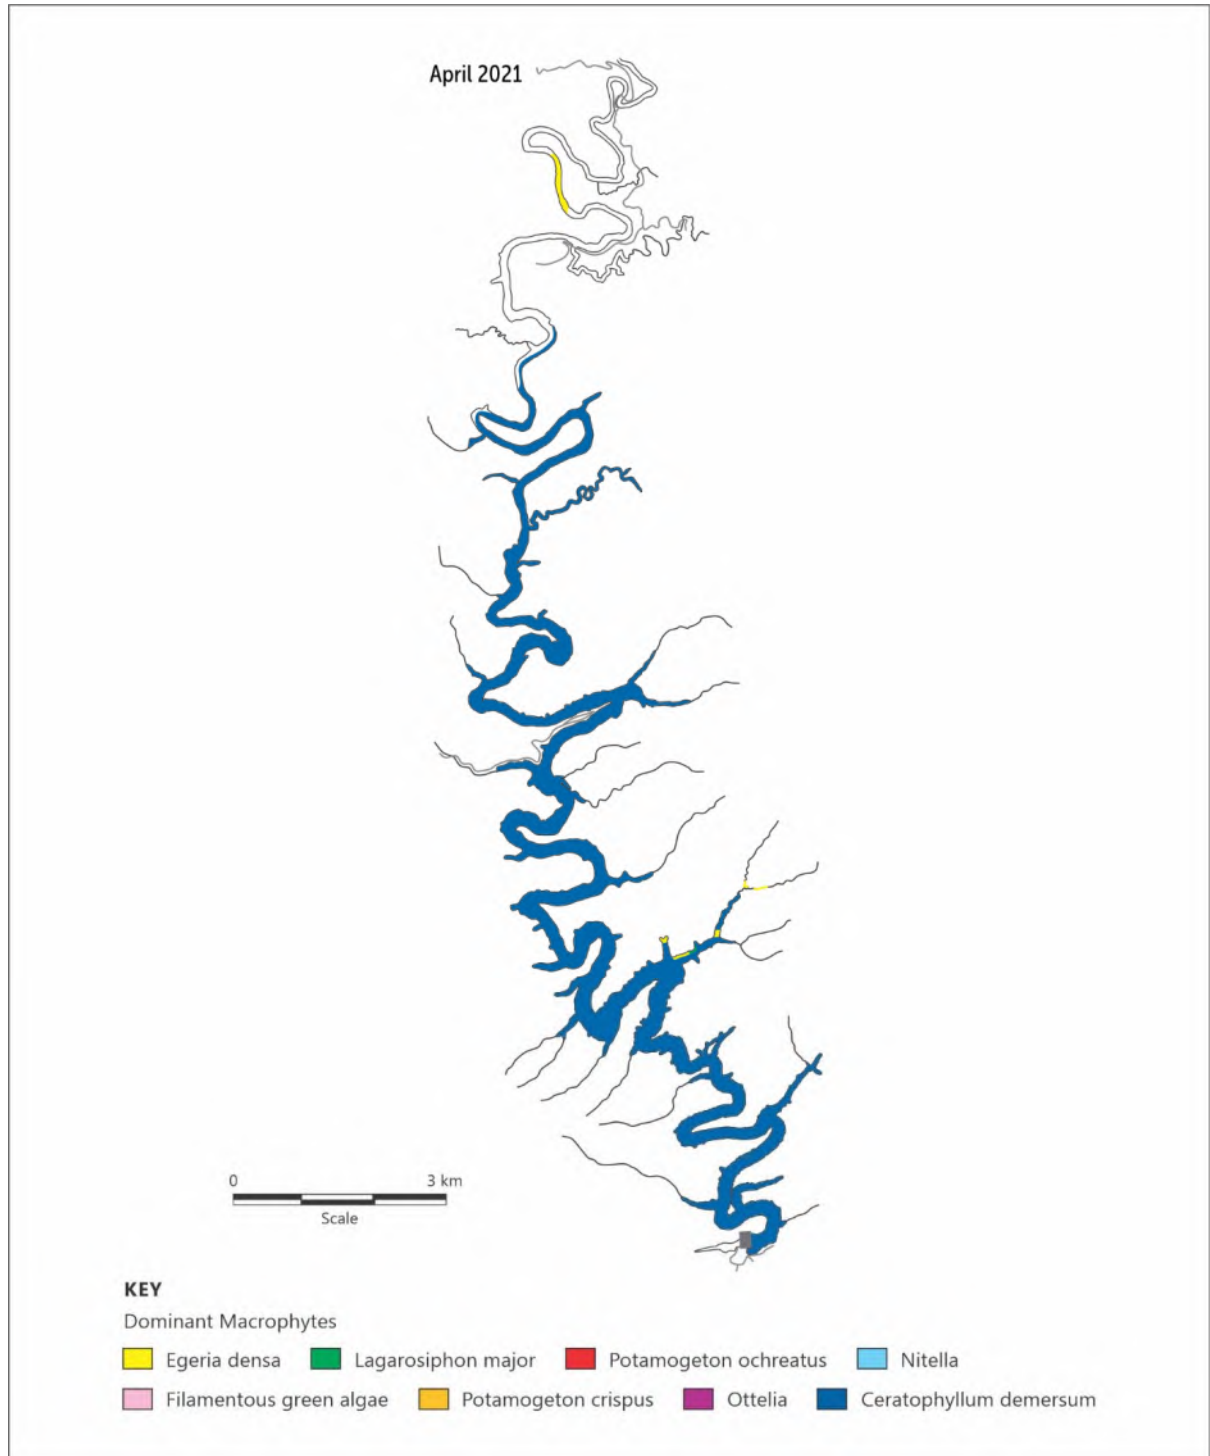 April 2021
0 3 km
Scale
KEY
Dominant Macrophytes
Egeria densa Lagarosiphon major Potamogeton ochreatus Nitella
Filamentous green algae Potamogeton crispus Ottelia Ceratophyllum demersum